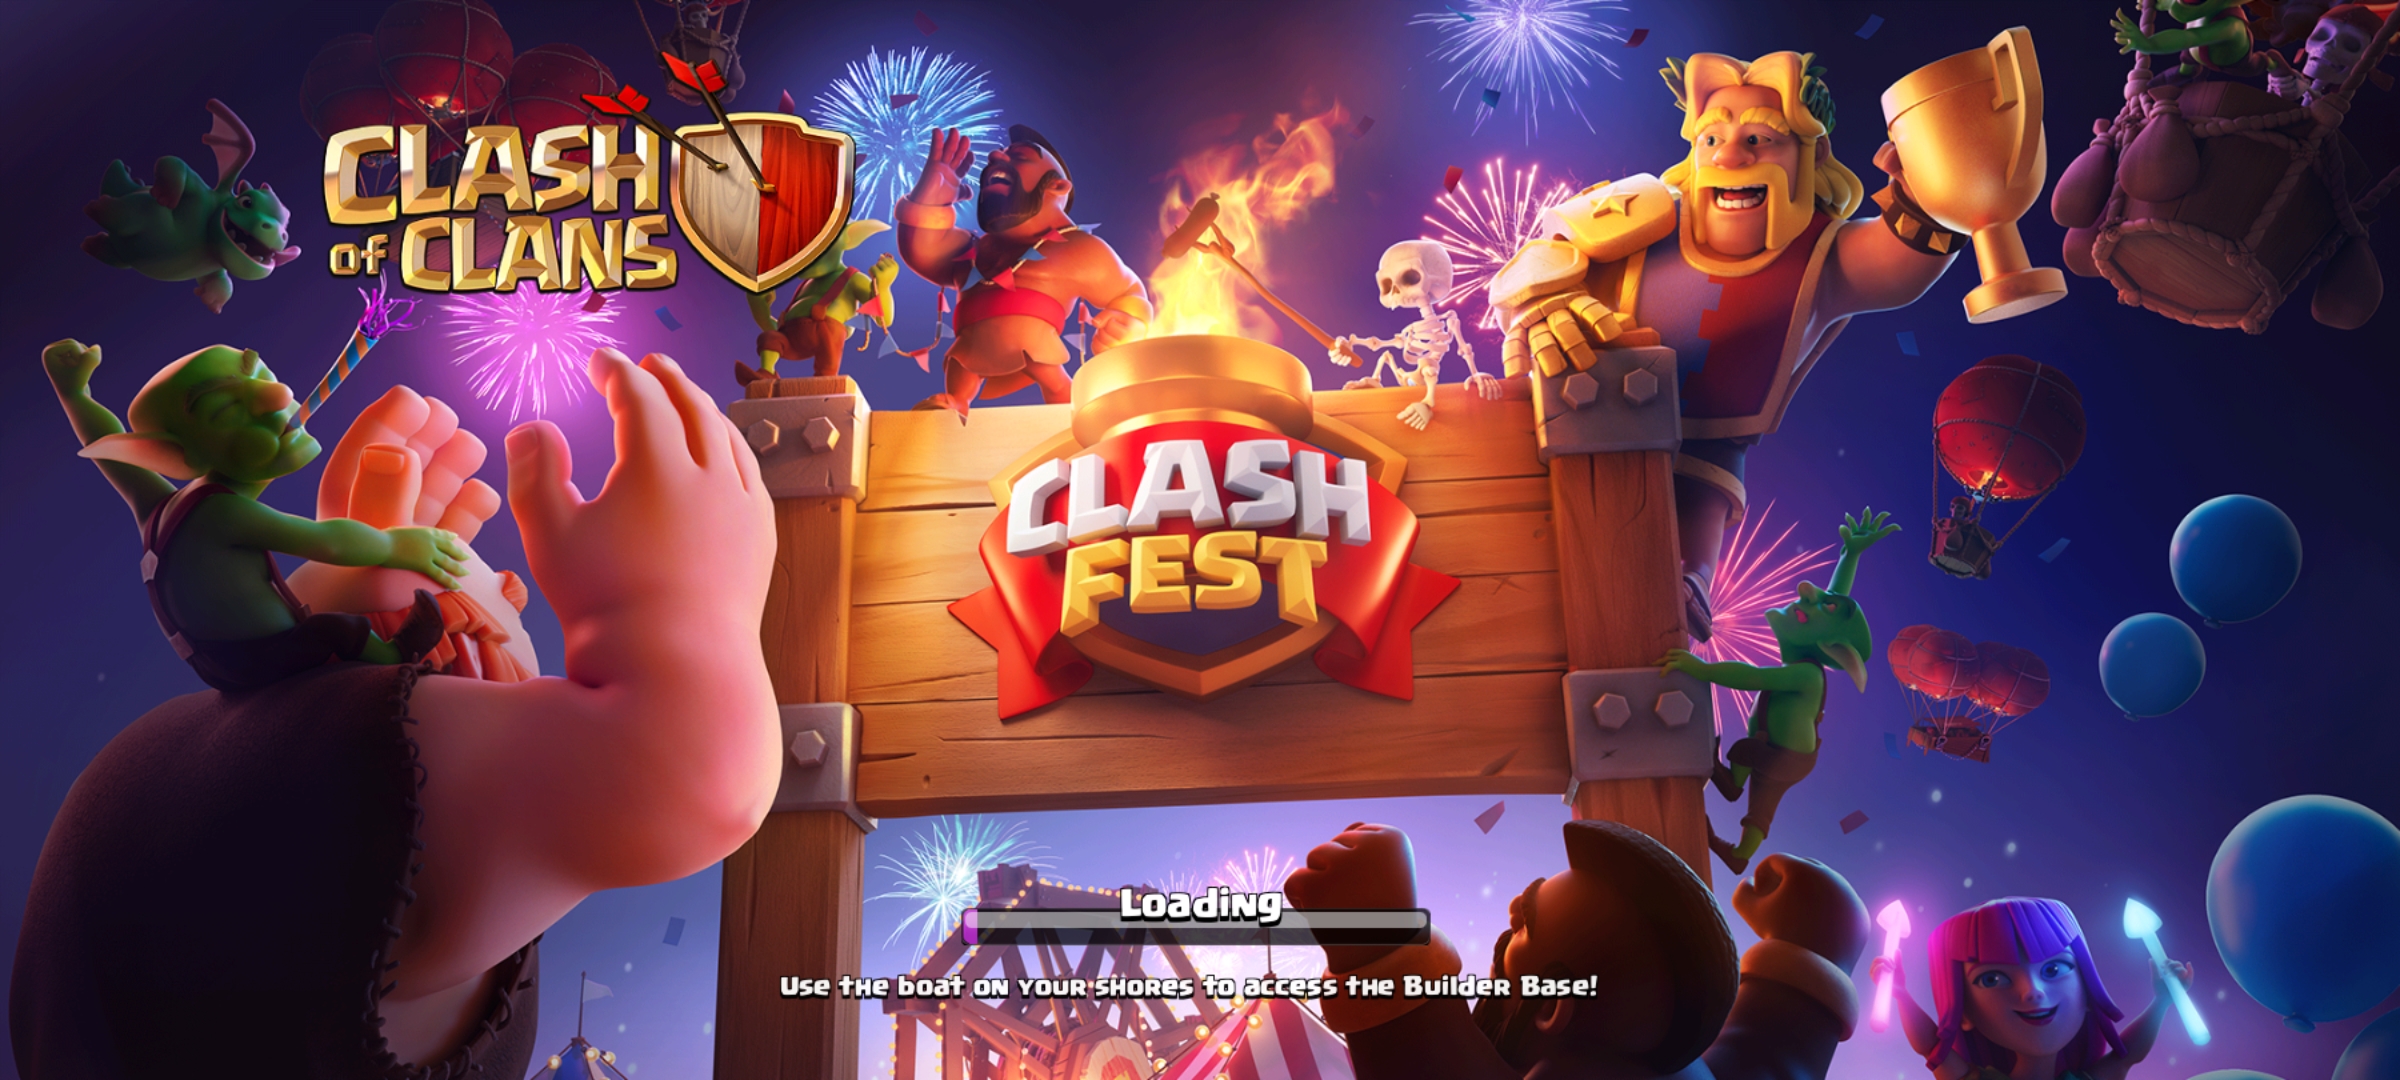 CLASH
OF CLANS
CLASH
FEST
Loading
Use the boat on your shores to access the Builder Base!